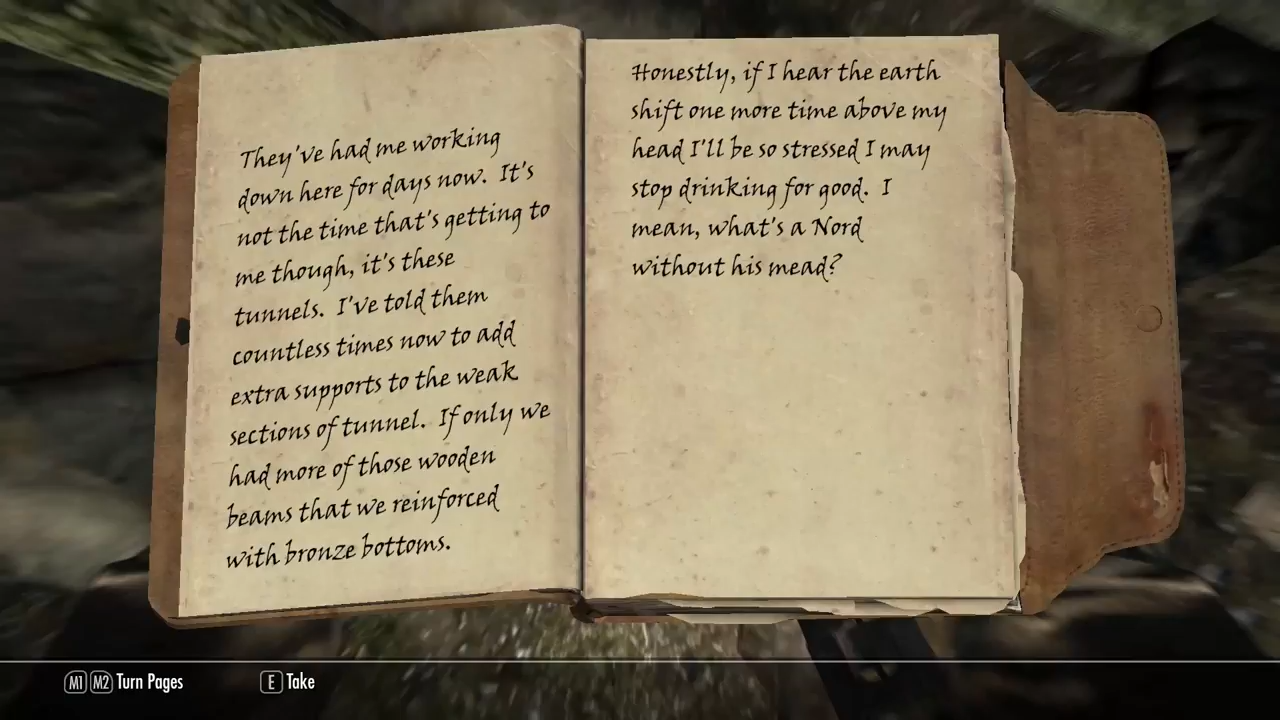 They've had me working
down here for days now.  It's
not the time that's getting to
me though, it's these
tunnels.  I've told them
countless times now to add
extra supports to the weak
sections of tunnel.  If only we
had more of those wooden
beams that we reinforced
with bronze bottoms.
Honestly, if I hear the earth
shift one more time above my
head I'll be so stressed I may
stop drinking for good.  I
mean, what's a Nord
without his mead?
M1 M2 Turn Pages
E Take